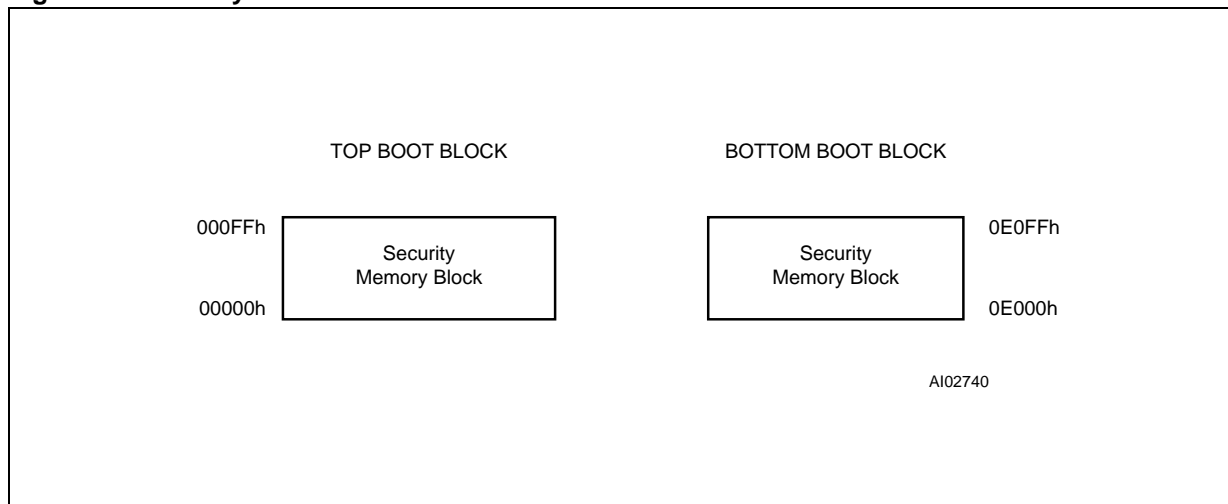 TOP BOOT BLOCK
BOTTOM BOOT BLOCK
000FFh
Security
Memory Block
00000h
Security
Memory Block
0E0FFh
0E000h
AI02740